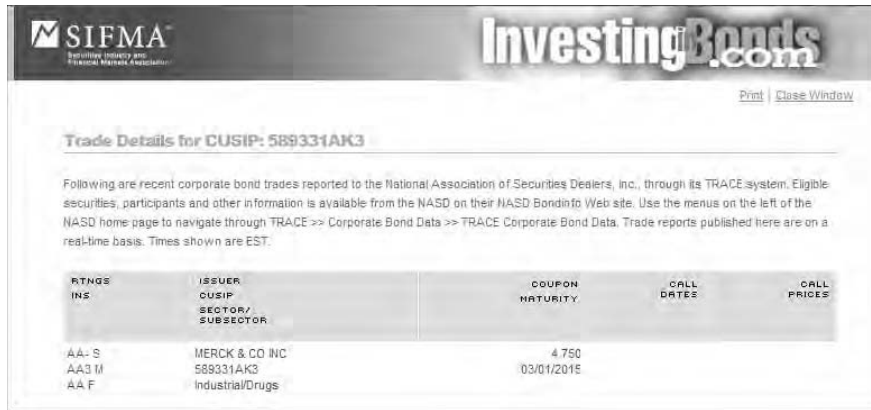 SIFMA
Securities Industry and
Financial Markets Association
InvestingBonds.com
Print | Close Window
Trade Details for CUSIP: 589331AK3
Following are recent corporate bond trades reported to the National Association of Securities Dealers, Inc., through its TRACE system. Eligible
securities, participants and other information is available from the NASD on their NASD BondInfo Web site. Use the menus on the left of the
NASD home page to navigate through TRACE >> Corporate Bond Data >> TRACE Corporate Bond Data. Trade reports published here are on a
real-time basis. Times shown are EST.
RTNGS ISSUER COUPON CALL CALL
INS CUSIP MATURITY DATES PRICES
SECTOR/
SUBSECTOR
AA- S MERCK & CO INC 4.750
AA3 M 589331AK3 03/01/2015
AA F Industrial/Drugs